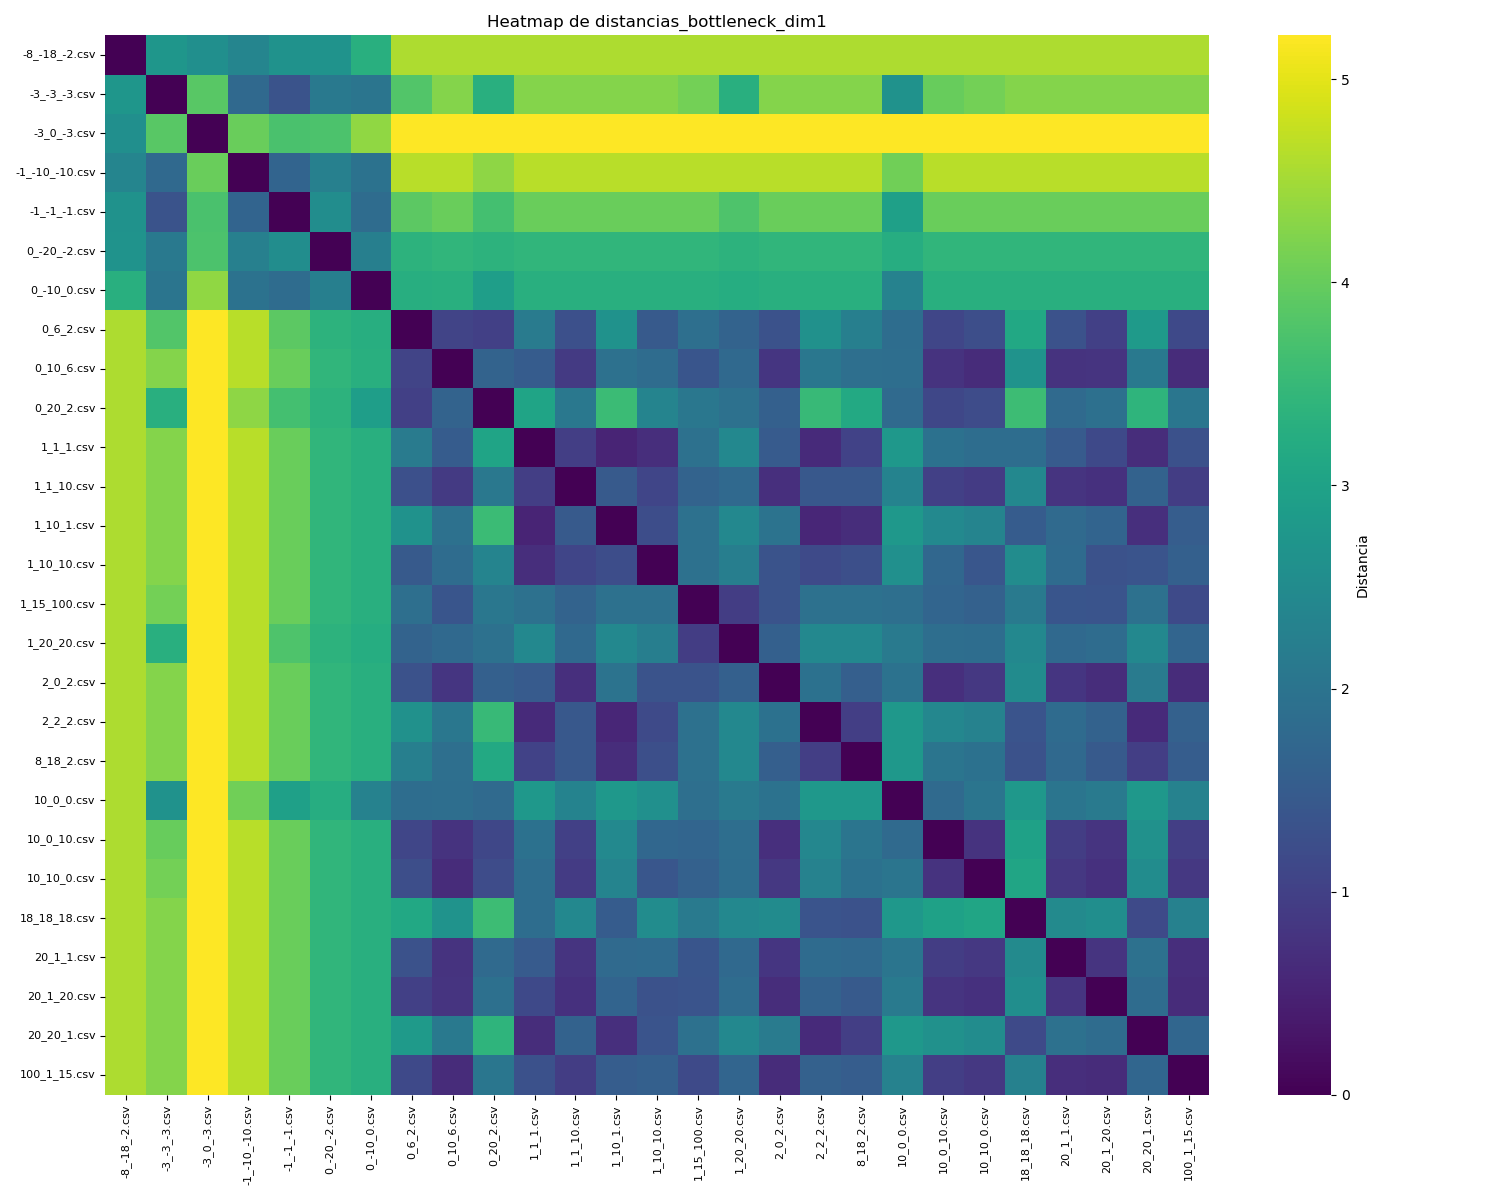 Heatmap de distancias_bottleneck_dim1
-8_-18_-2.csv
-3_-3_-3.csv
-3_0_-3.csv
-1_-10_-10.csv
-1_-1_-1.csv
0_-20_-2.csv
0_-10_0.csv
0_6_2.csv
0_10_6.csv
0_20_2.csv
1_1_1.csv
1_1_10.csv
1_10_1.csv
1_10_10.csv
1_15_100.csv
1_20_20.csv
2_0_2.csv
2_2_2.csv
8_18_2.csv
10_0_0.csv
10_0_10.csv
10_10_0.csv
18_18_18.csv
20_1_1.csv
20_1_20.csv
20_20_1.csv
100_1_15.csv
-8_-18_-2.csv
-3_-3_-3.csv
-3_0_-3.csv
-1_-10_-10.csv
-1_-1_-1.csv
0_-20_-2.csv
0_-10_0.csv
0_6_2.csv
0_10_6.csv
0_20_2.csv
1_1_1.csv
1_1_10.csv
1_10_1.csv
1_10_10.csv
1_15_100.csv
1_20_20.csv
2_0_2.csv
2_2_2.csv
8_18_2.csv
10_0_0.csv
10_0_10.csv
10_10_0.csv
18_18_18.csv
20_1_1.csv
20_1_20.csv
20_20_1.csv
100_1_15.csv
5
4
3
2
1
0
Distancia